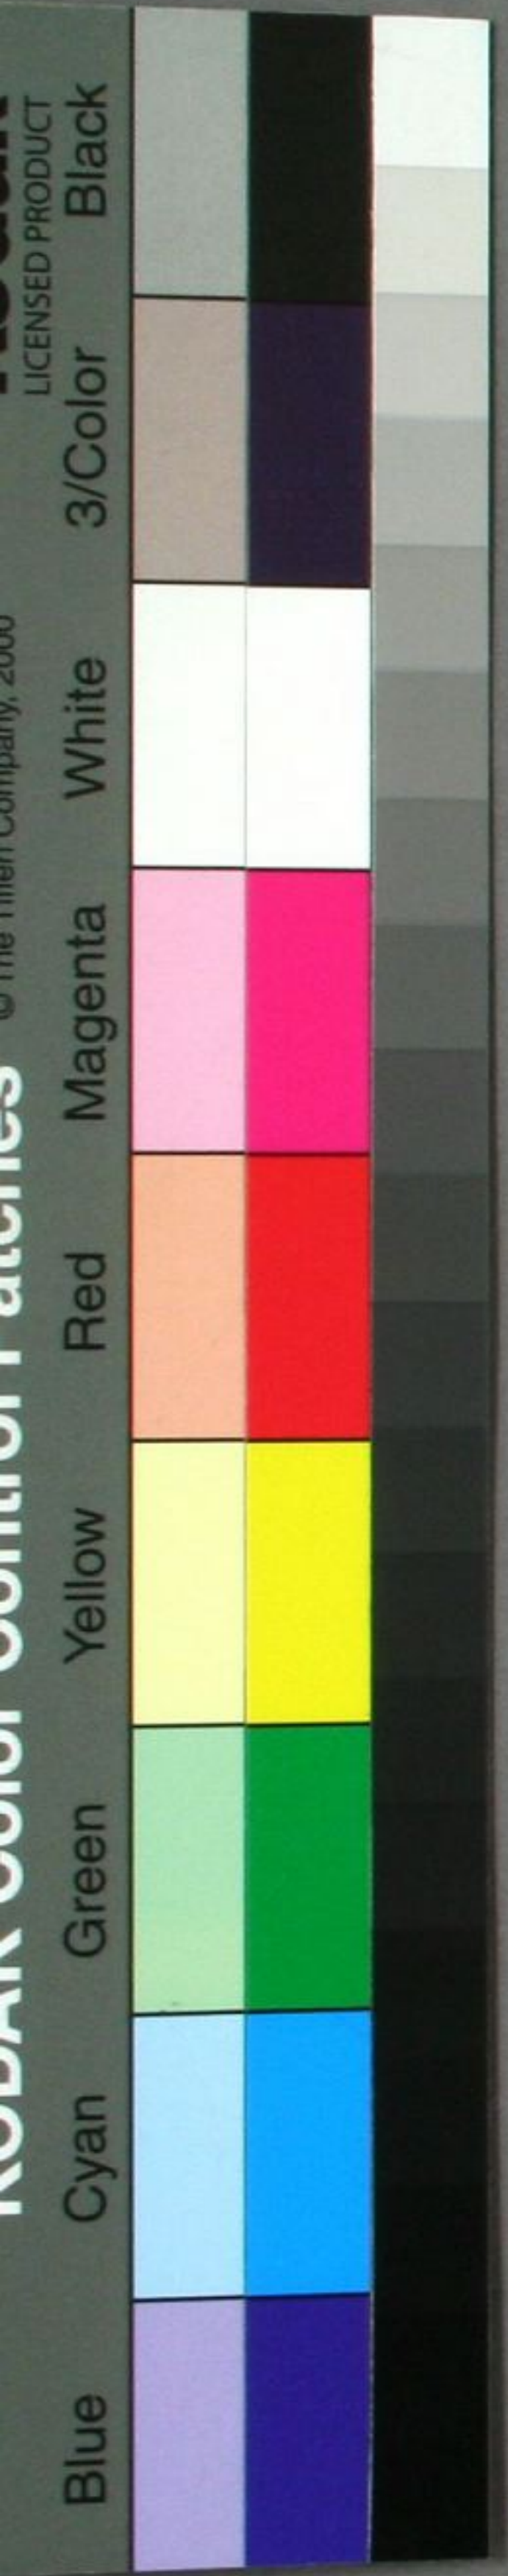 KODAK Color Control Patches
© The Tiffen Company, 2000
LICENSED PRODUCT
Blue Cyan Green Yellow Red Magenta White 3/Color Black